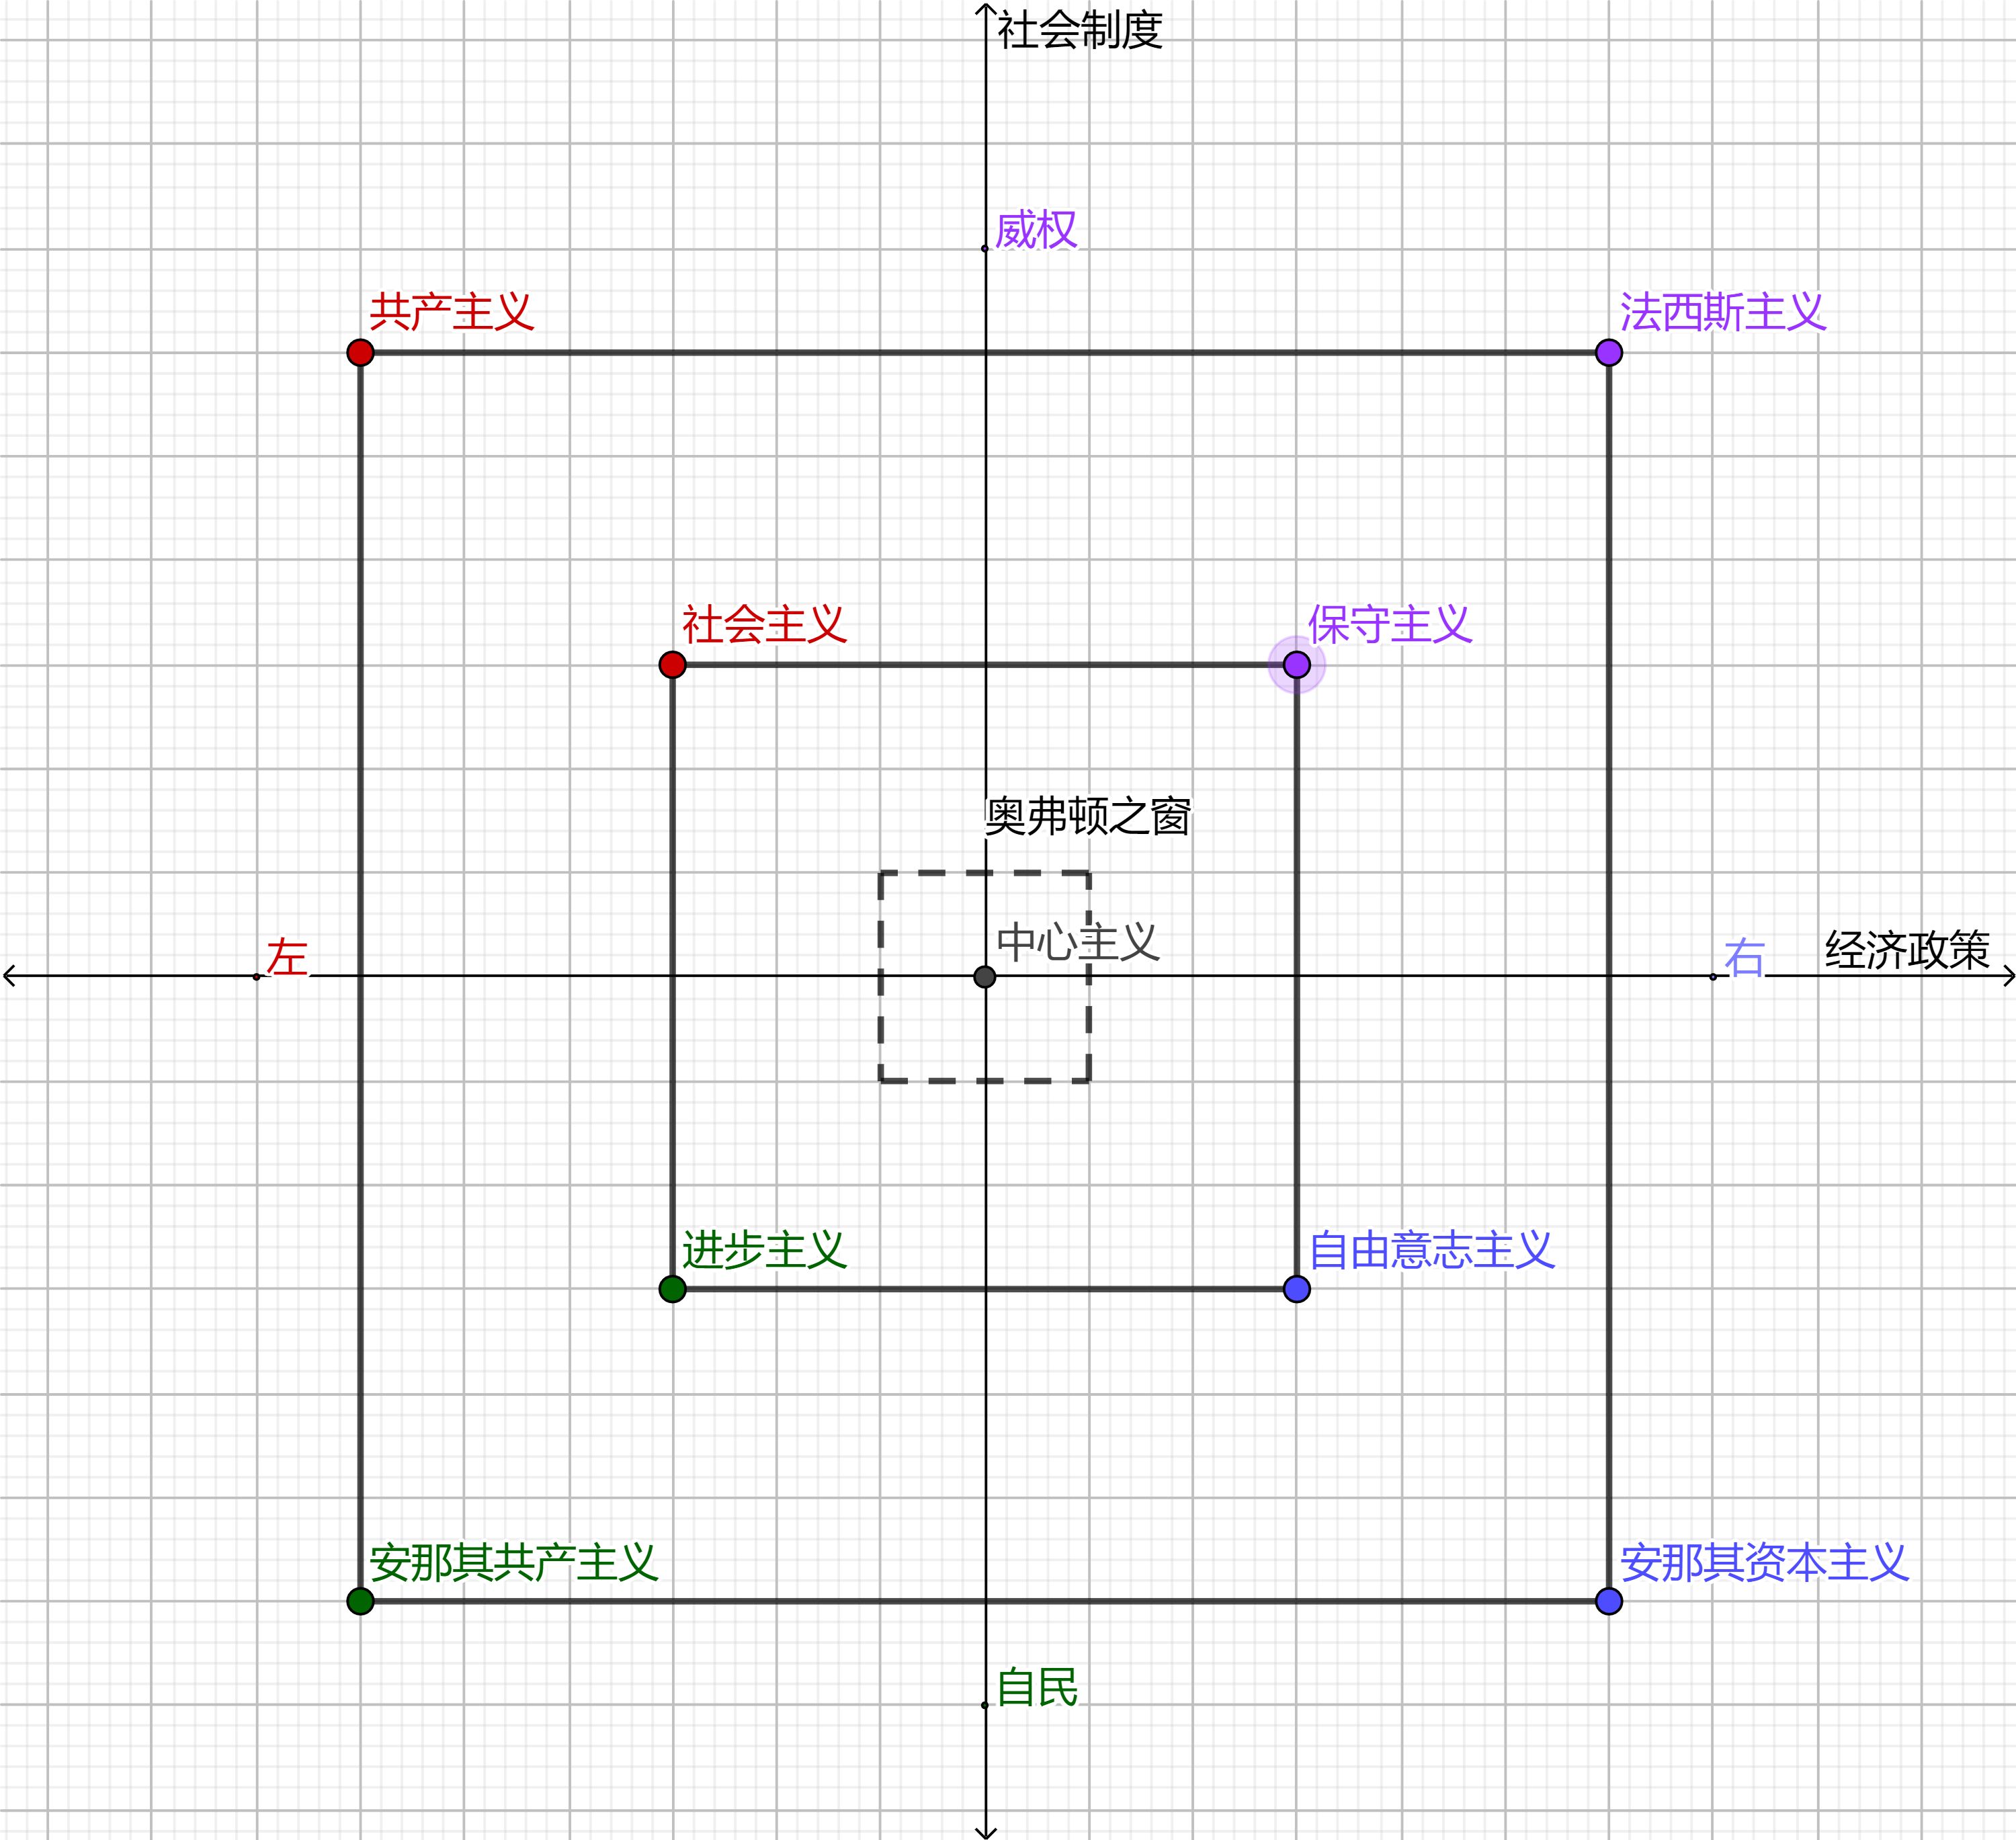 社会制度
威权
共产主义
法西斯主义
社会主义
保守主义
奥弗顿之窗
中心主义
左
右
经济政策
进步主义
自由意志主义
安那其共产主义
安那其资本主义
自民